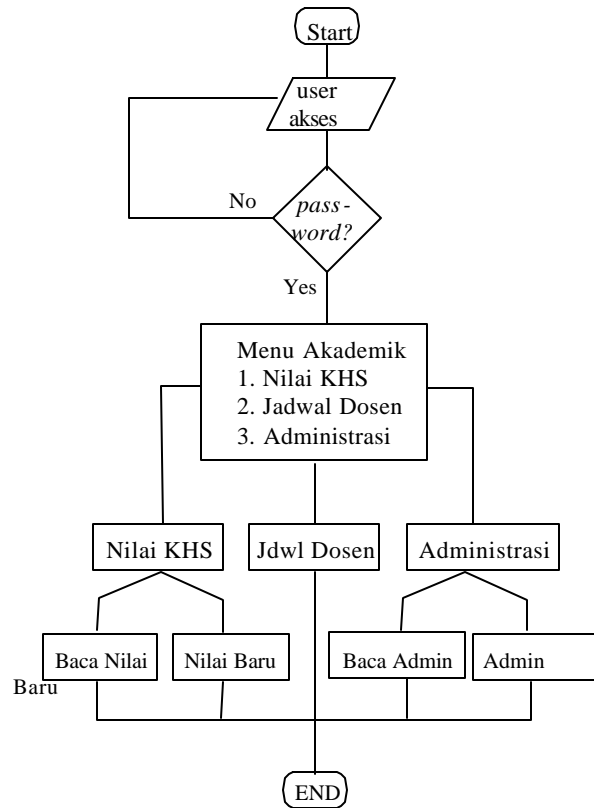 Start
user
akses
No
pass-
word?
Yes
Menu Akademik
1. Nilai KHS
2. Jadwal Dosen
3. Administrasi
Nilai KHS
Jdwl Dosen
Administrasi
Baca Nilai
Nilai Baru
Baca Admin
Admin
Baru
END